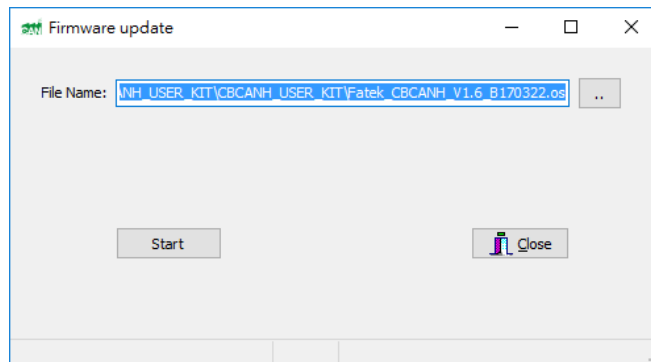 Firmware update
File Name: NH_USER_KIT\CBCANH_USER_KIT\Fatek_CBCANH_V1.6_B170322.os ..
Start Close